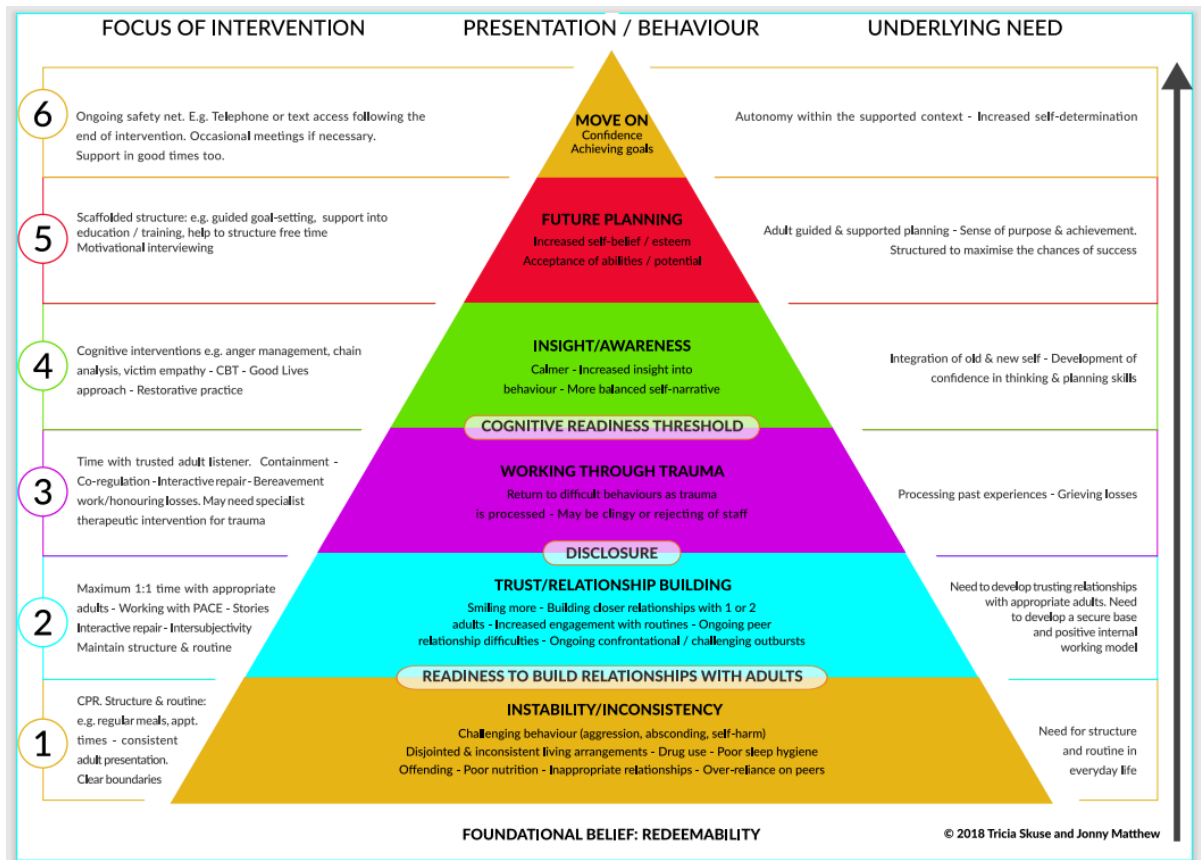 FOCUS OF INTERVENTION
PRESENTATION / BEHAVIOUR
UNDERLYING NEED
6
Ongoing safety net. E.g. Telephone or text access following the
end of intervention. Occasional meetings if necessary.
Support in good times too.
MOVE ON
Confidence
Achieving goals
Autonomy within the supported context - Increased self-determination
5
Scaffolded structure: e.g. guided goal-setting, support into
education / training, help to structure free time
Motivational interviewing
FUTURE PLANNING
Increased self-belief / esteem
Acceptance of abilities / potential
Adult guided & supported planning - Sense of purpose & achievement.
Structured to maximise the chances of success
4
Cognitive interventions e.g. anger management, chain
analysis, victim empathy - CBT - Good Lives
approach - Restorative practice
INSIGHT/AWARENESS
Calmer - Increased insight into
behaviour - More balanced self-narrative
Integration of old & new self - Development of
confidence in thinking & planning skills
COGNITIVE READINESS THRESHOLD
3
Time with trusted adult listener. Containment -
Co-regulation - Interactive repair - Bereavement
work/honouring losses. May need specialist
therapeutic intervention for trauma
WORKING THROUGH TRAUMA
Return to difficult behaviours as trauma
is processed - May be clingy or rejecting of staff
Processing past experiences - Grieving losses
DISCLOSURE
2
Maximum 1:1 time with appropriate
adults - Working with PACE - Stories
Interactive repair - Intersubjectivity
Maintain structure & routine
TRUST/RELATIONSHIP BUILDING
Smiling more - Building closer relationships with 1 or 2
adults - Increased engagement with routines - Ongoing peer
relationship difficulties - Ongoing confrontational / challenging outbursts
Need to develop trusting relationships
with appropriate adults. Need
to develop a secure base
and positive internal
working model
READINESS TO BUILD RELATIONSHIPS WITH ADULTS
1
CPR. Structure & routine:
e.g. regular meals, appt.
times - consistent
adult presentation.
Clear boundaries
INSTABILITY/INCONSISTENCY
Challenging behaviour (aggression, absconding, self-harm)
Disjointed & inconsistent living arrangements - Drug use - Poor sleep hygiene
Offending - Poor nutrition - Inappropriate relationships - Over-reliance on peers
Need for structure
and routine in
everyday life
FOUNDATIONAL BELIEF: REDEEMABILITY
© 2018 Tricia Skuse and Jonny Matthew